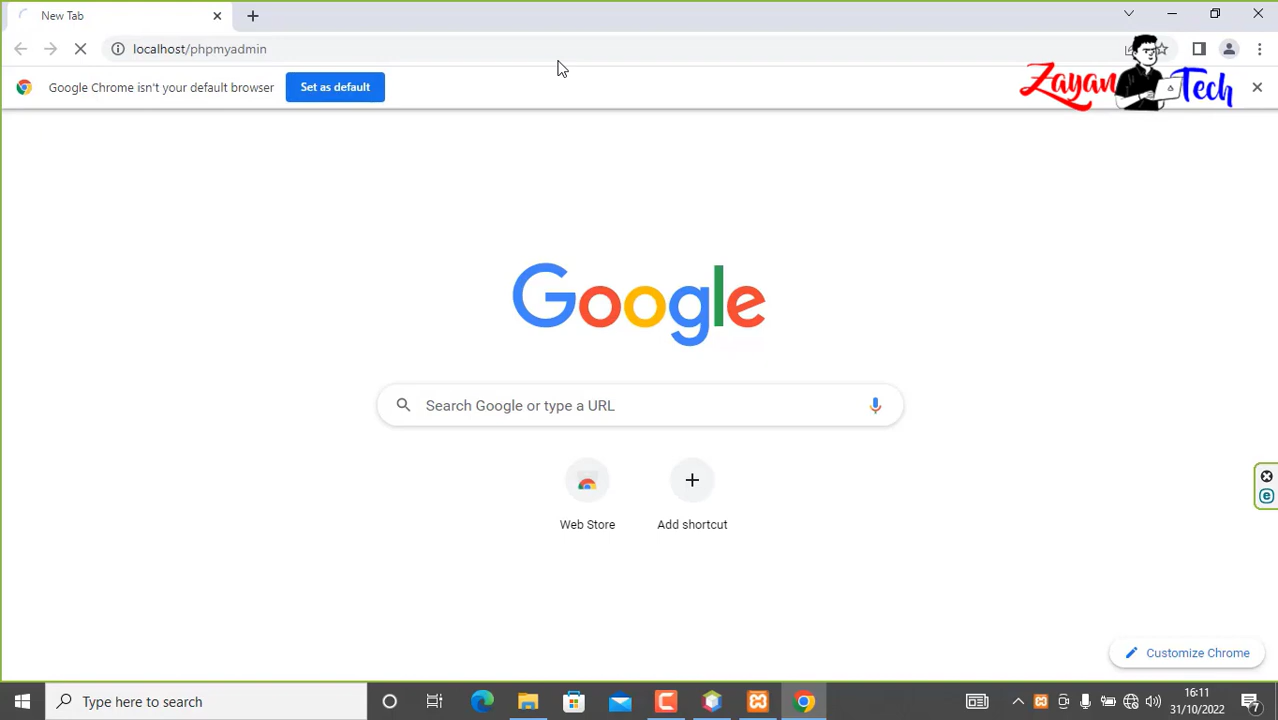 New Tab
localhost/phpmyadmin
Google Chrome isn't your default browser
Set as default
Zayan Tech
Google
Search Google or type a URL
Web Store
Add shortcut
Customize Chrome
e
Type here to search
16:11
31/10/2022
7